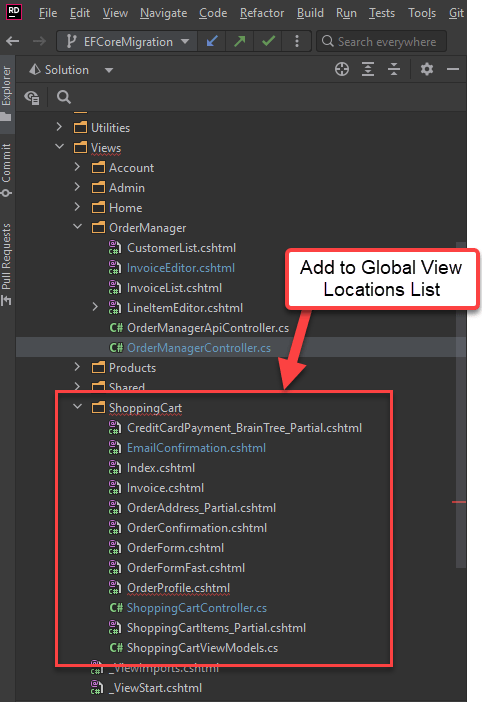 RD
File Edit View Navigate Code Refactor Build Run Tests Tools Git
EFCoreMigration Search everywhere
Explorer
Solution
Utilities
Views
Account
Admin
Home
OrderManager
CustomerList.cshtml
InvoiceEditor.cshtml
InvoiceList.cshtml
LineItemEditor.cshtml
OrderManagerApiController.cs
OrderManagerController.cs
Products
Shared
ShoppingCart
CreditCardPayment_BrainTree_Partial.cshtml
EmailConfirmation.cshtml
Index.cshtml
Invoice.cshtml
OrderAddress_Partial.cshtml
OrderConfirmation.cshtml
OrderForm.cshtml
OrderFormFast.cshtml
OrderProfile.cshtml
ShoppingCartController.cs
ShoppingCartItems_Partial.cshtml
ShoppingCartViewModels.cs
_ViewImports.cshtml
_ViewStart.cshtml
Commit
Pull Requests
Add to Global View
Locations List